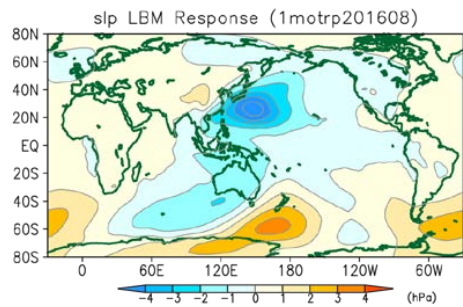 slp LBM Response (1motrp201608)
80N
60N
40N
20N
EQ
20S
40S
60S
80S
0 60E 120E 180 120W 60W
-4 -3 -2 -1 0 1 2 3 4 (hPa)